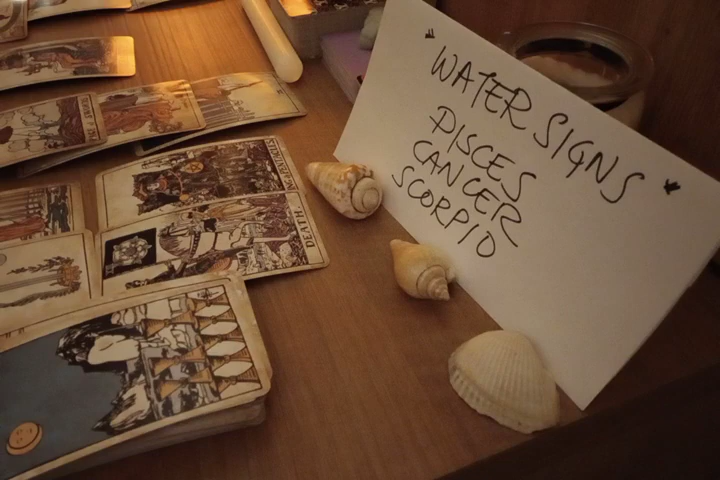 "WATER SIGNS"
PISCES
CANCER
SCORPIO
DEATH